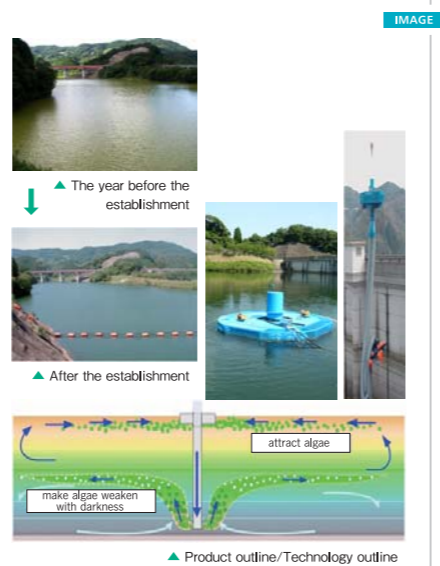 IMAGE
▲ The year before the
establishment
▲ After the establishment
attract algae
make algae weaken
with darkness
▲ Product outline/Technology outline